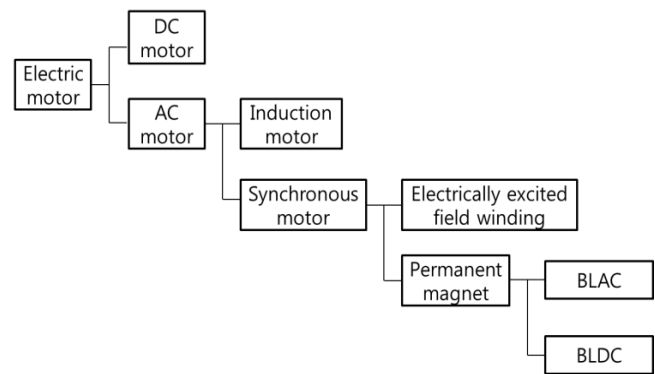 DC
motor
Electric
motor
AC
motor
Induction
motor
Synchronous
motor
Electrically excited
field winding
Permanent
magnet
BLAC
BLDC